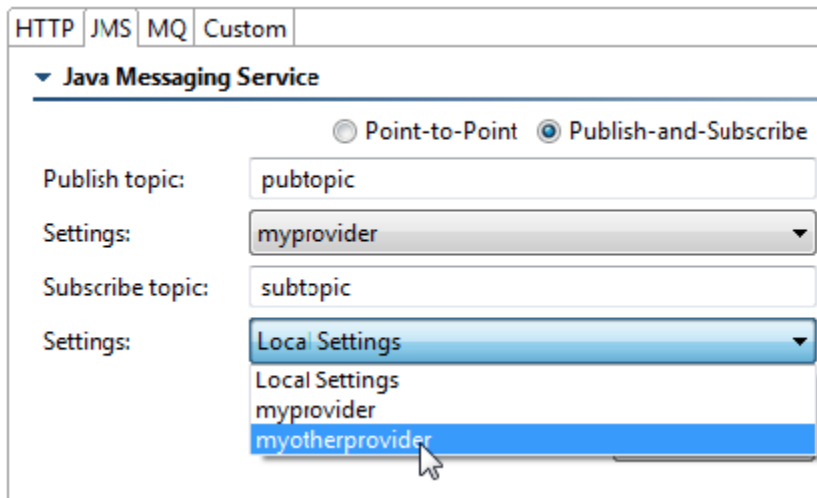 HTTP JMS MQ Custom
Java Messaging Service
Point-to-Point Publish-and-Subscribe
Publish topic: pubtopic
Settings: myprovider
Subscribe topic: subtopic
Settings: Local Settings
Local Settings
myprovider
myotherprovider